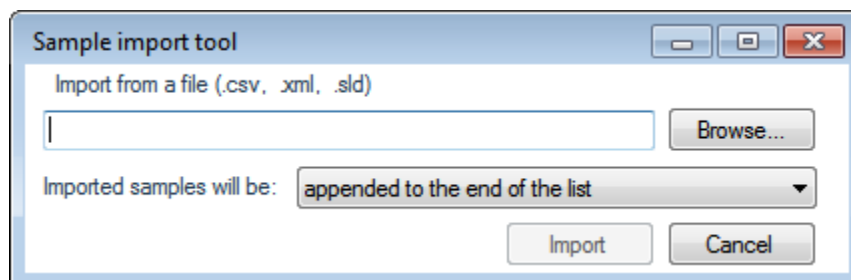 Sample import tool
Import from a file (.csv, .xml, .sld)
Browse...
Imported samples will be: appended to the end of the list
Import Cancel